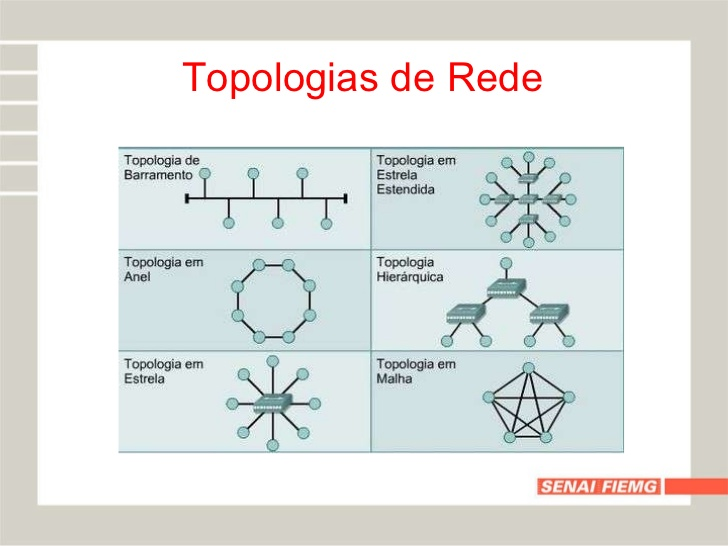 Topologias de Rede
Topologia de
Barramento
Topologia em
Estrela
Estendida
Topologia em
Anel
Topologia
Hierárquica
Topologia em
Estrela
Topologia em
Malha
SENAI FIEMG